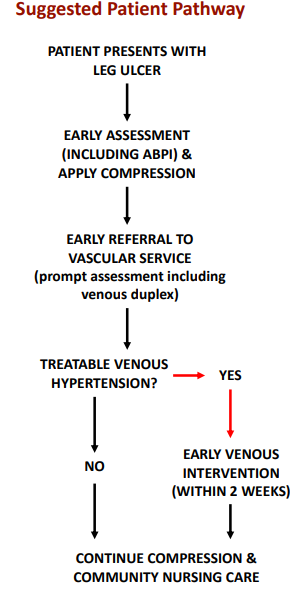 Suggested Patient Pathway
PATIENT PRESENTS WITH
LEG ULCER
EARLY ASSESSMENT
(INCLUDING ABPI) &
APPLY COMPRESSION
EARLY REFERRAL TO
VASCULAR SERVICE
(prompt assessment including
venous duplex)
TREATABLE VENOUS
HYPERTENSION?
YES
NO
EARLY VENOUS
INTERVENTION
(WITHIN 2 WEEKS)
CONTINUE COMPRESSION &
COMMUNITY NURSING CARE